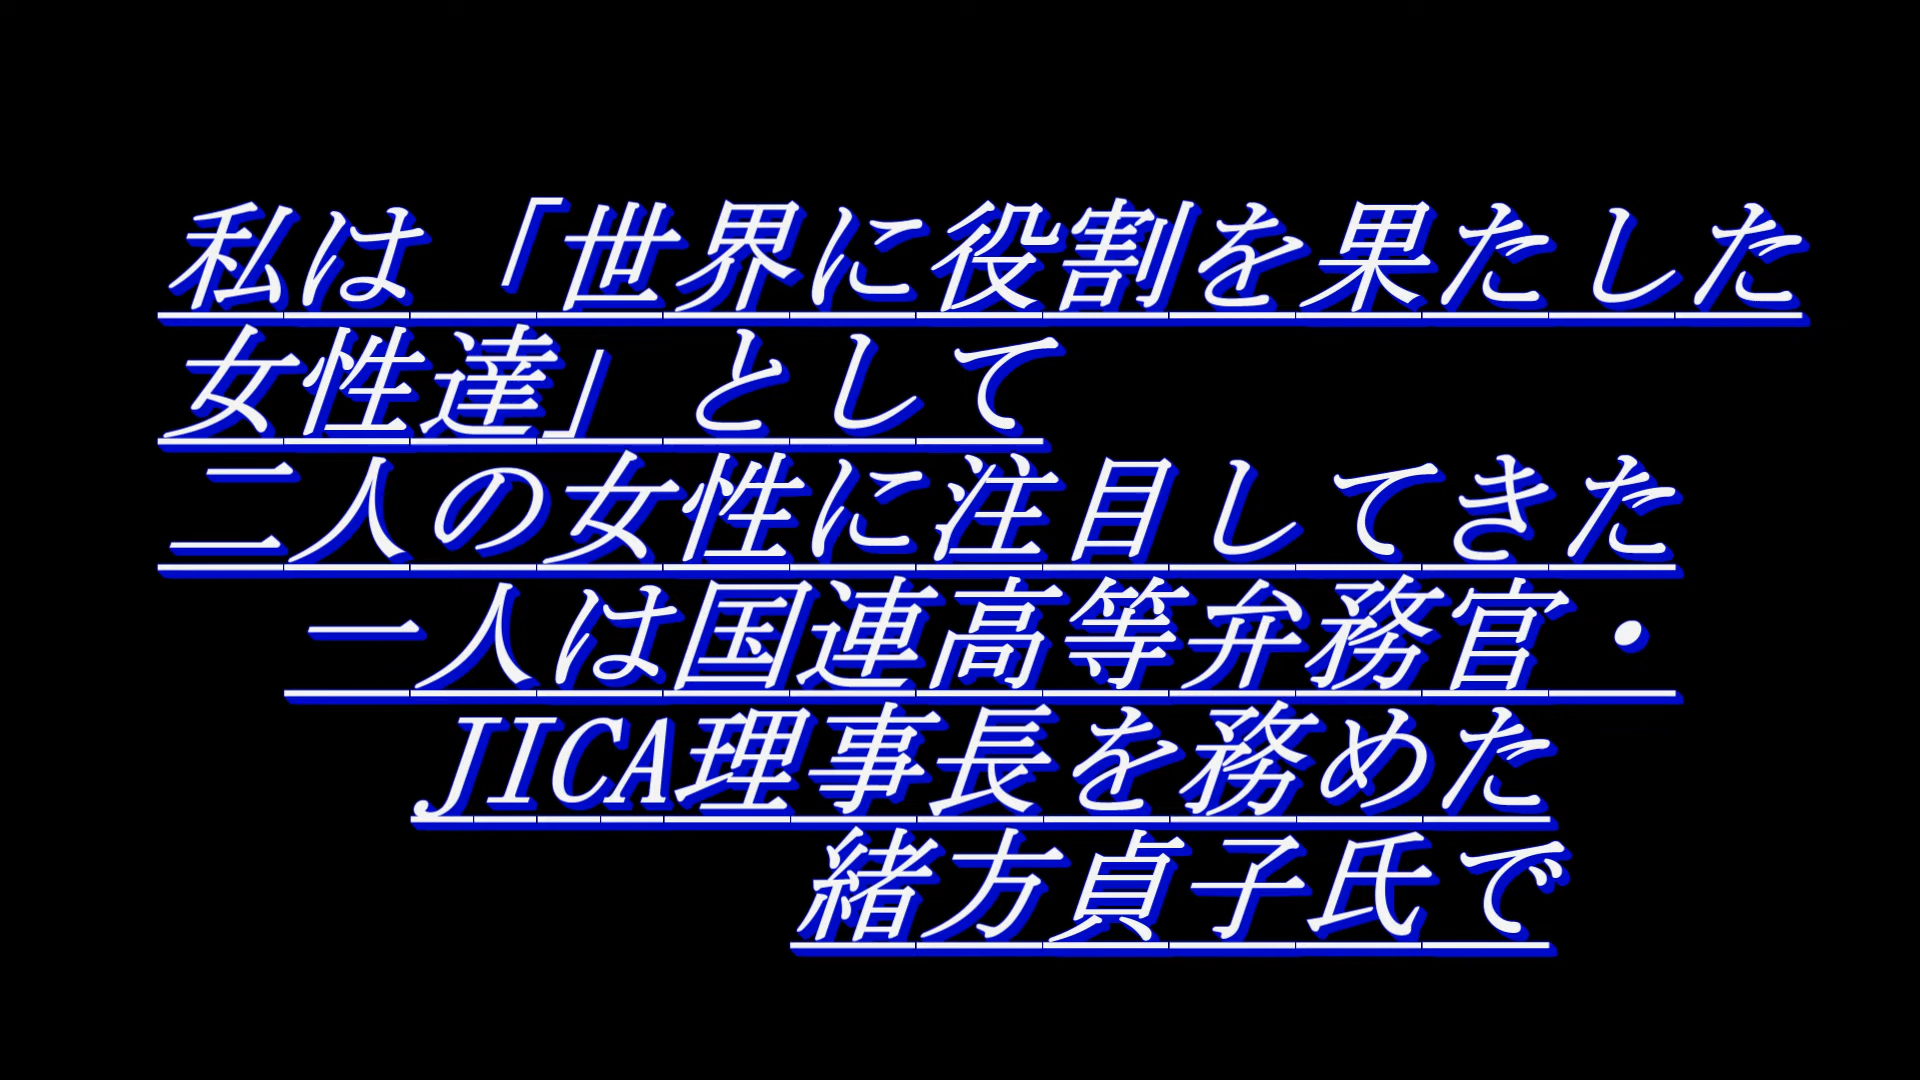 私は「世界に役割を果たした
女性達」として
二人の女性に注目してきた
一人は国連高等弁務官・
JICA理事長を務めた
緒方貞子氏で